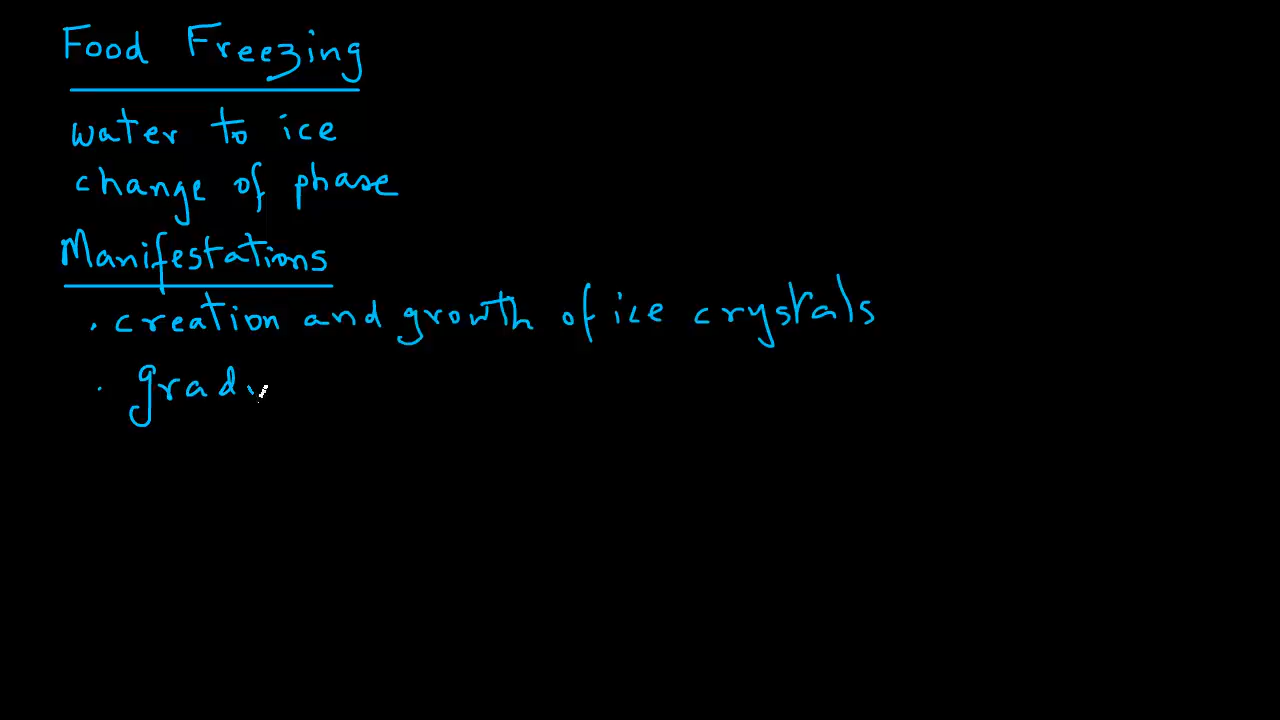 Food Freezing
water to ice
change of phase
Manifestations
. creation and growth of ice crystals
. grad